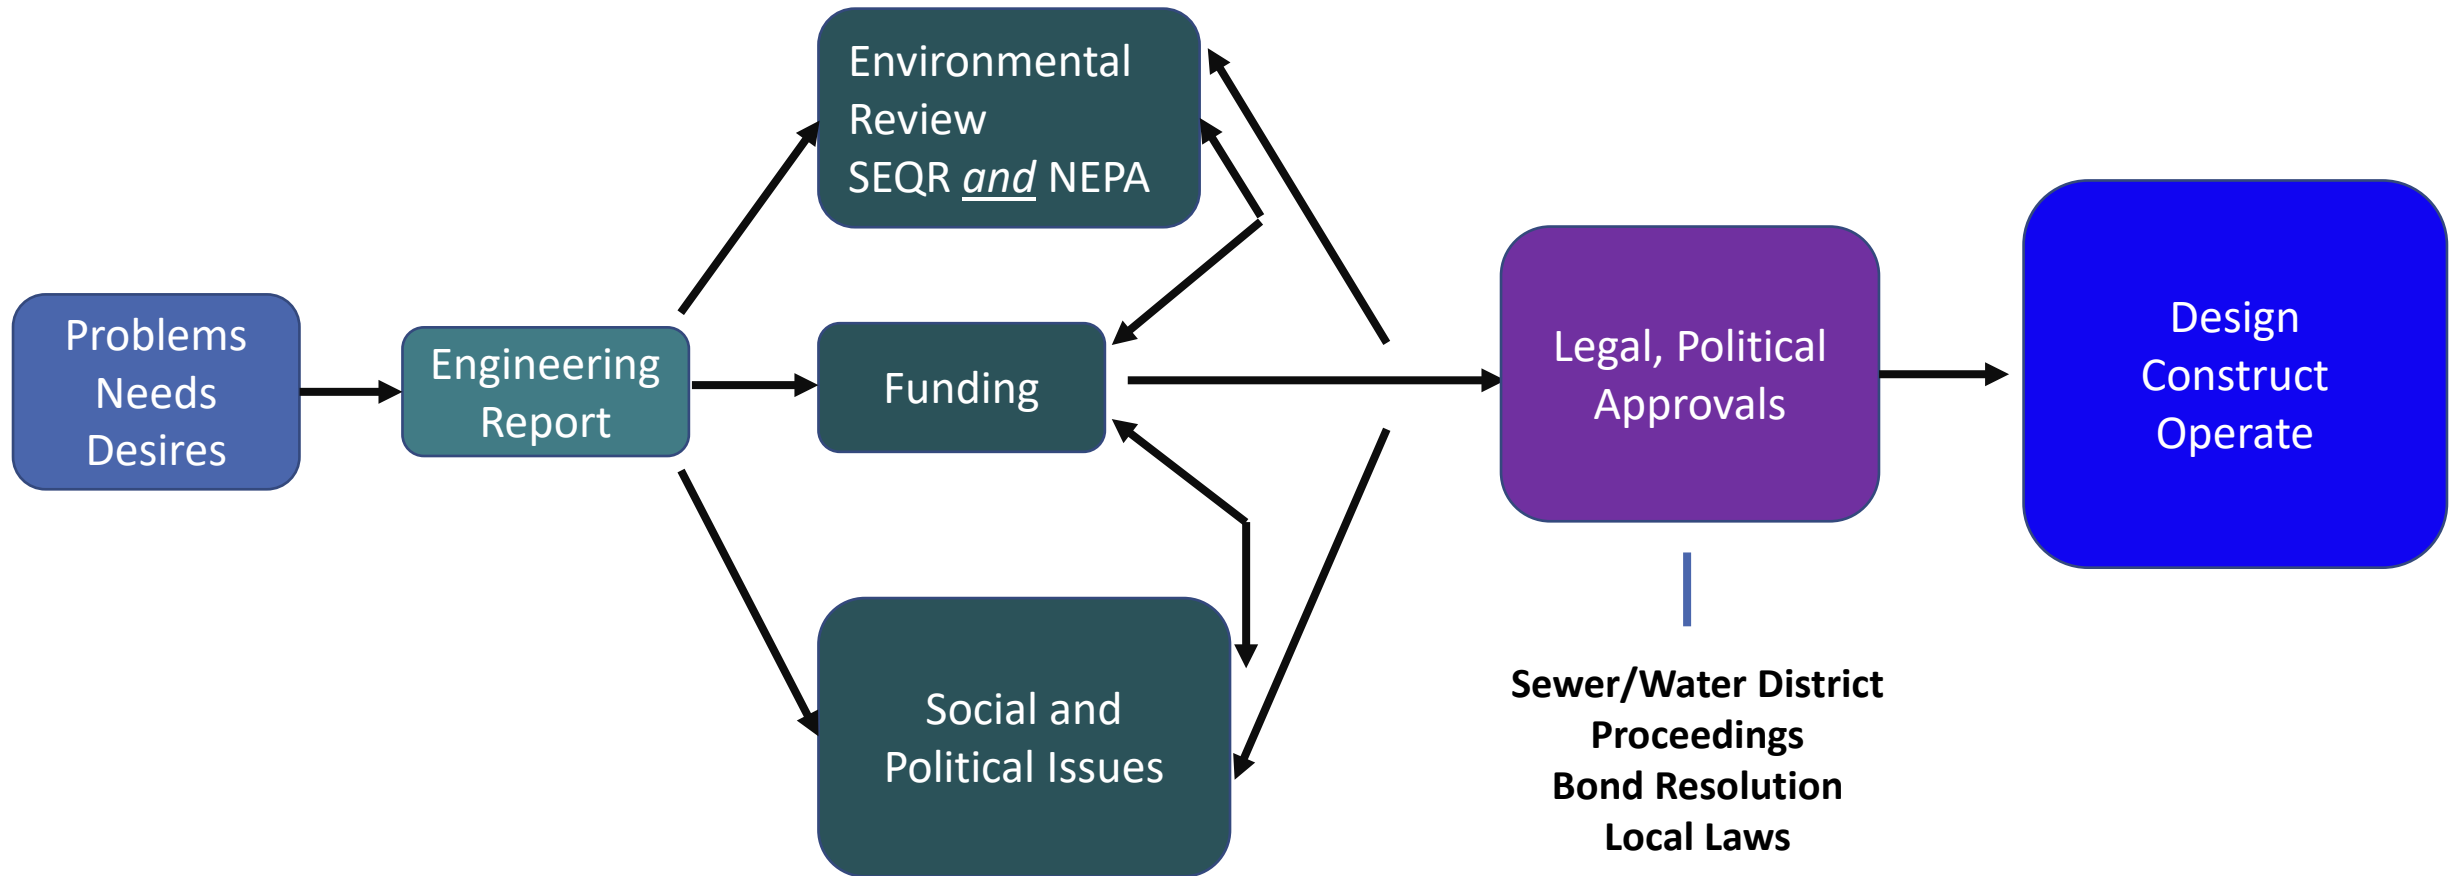 Problems
Needs
Desires
Engineering
Report
Environmental
Review
SEQR and NEPA
Funding
Social and
Political Issues
Legal, Political
Approvals
Sewer/Water District
Proceedings
Bond Resolution
Local Laws
Design
Construct
Operate